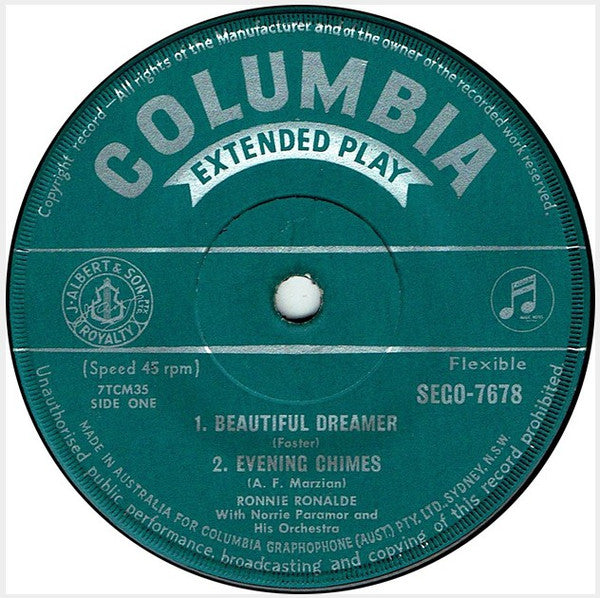 Copyright record — All rights of the Manufacturer and of the owner of the recorded work reserved.
COLUMBIA
EXTENDED PLAY
J. ALBERT & SON PTY. LTD.
ROYALTY
(Speed 45 rpm)
7TCM35
SIDE ONE
Flexible
SEGO-7678
1. BEAUTIFUL DREAMER
(Foster)
2. EVENING CHIMES
(A. F. Marzian)
RONNIE RONALDE
With Norrie Paramor and
His Orchestra
MADE IN AUSTRALIA FOR COLUMBIA GRAPHOPHONE (AUST.) PTY. LTD. SYDNEY, N.S.W.
Unauthorised public performance, broadcasting and copying of this record prohibited.